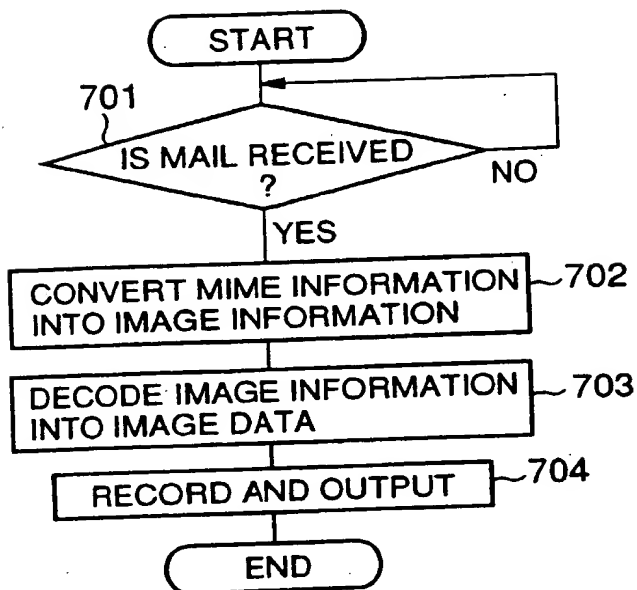 START
701
IS MAIL RECEIVED
?
NO
YES
CONVERT MIME INFORMATION
INTO IMAGE INFORMATION
702
DECODE IMAGE INFORMATION
INTO IMAGE DATA
703
RECORD AND OUTPUT
704
END